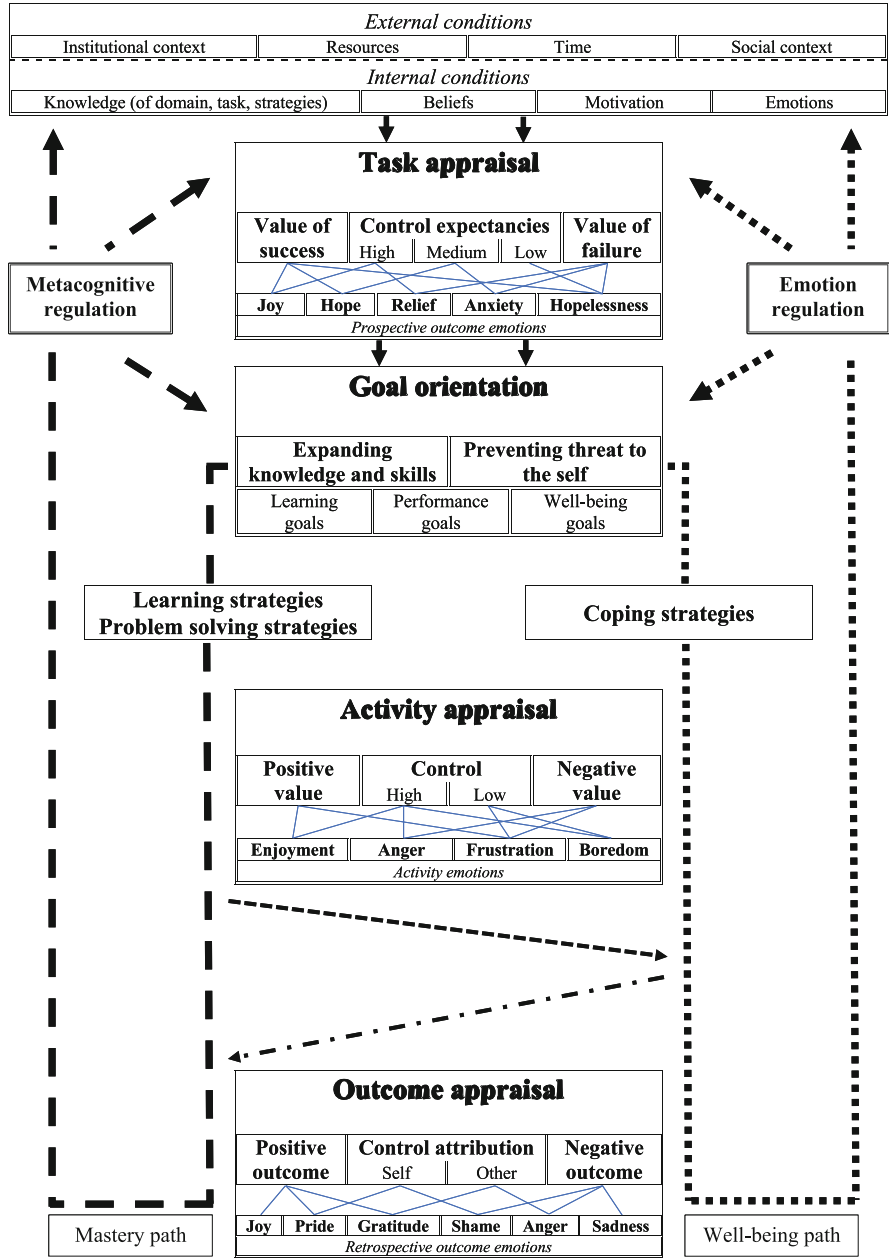 External conditions
Institutional context Resources Time Social context
Internal conditions
Knowledge (of domain, task, strategies) Beliefs Motivation Emotions
Task appraisal
Value of success Control expectancies Value of failure
High Medium Low
Joy Hope Relief Anxiety Hopelessness
Prospective outcome emotions
Metacognitive
regulation
Emotion
regulation
Goal orientation
Expanding
knowledge and skills
Preventing threat to
the self
Learning
goals
Performance
goals
Well-being
goals
Learning strategies
Problem solving strategies
Coping strategies
Activity appraisal
Positive
value
Control
High Low
Negative
value
Enjoyment Anger Frustration Boredom
Activity emotions
Outcome appraisal
Positive
outcome
Control attribution
Self Other
Negative
outcome
Joy Pride Gratitude Shame Anger Sadness
Retrospective outcome emotions
Mastery path
Well-being path